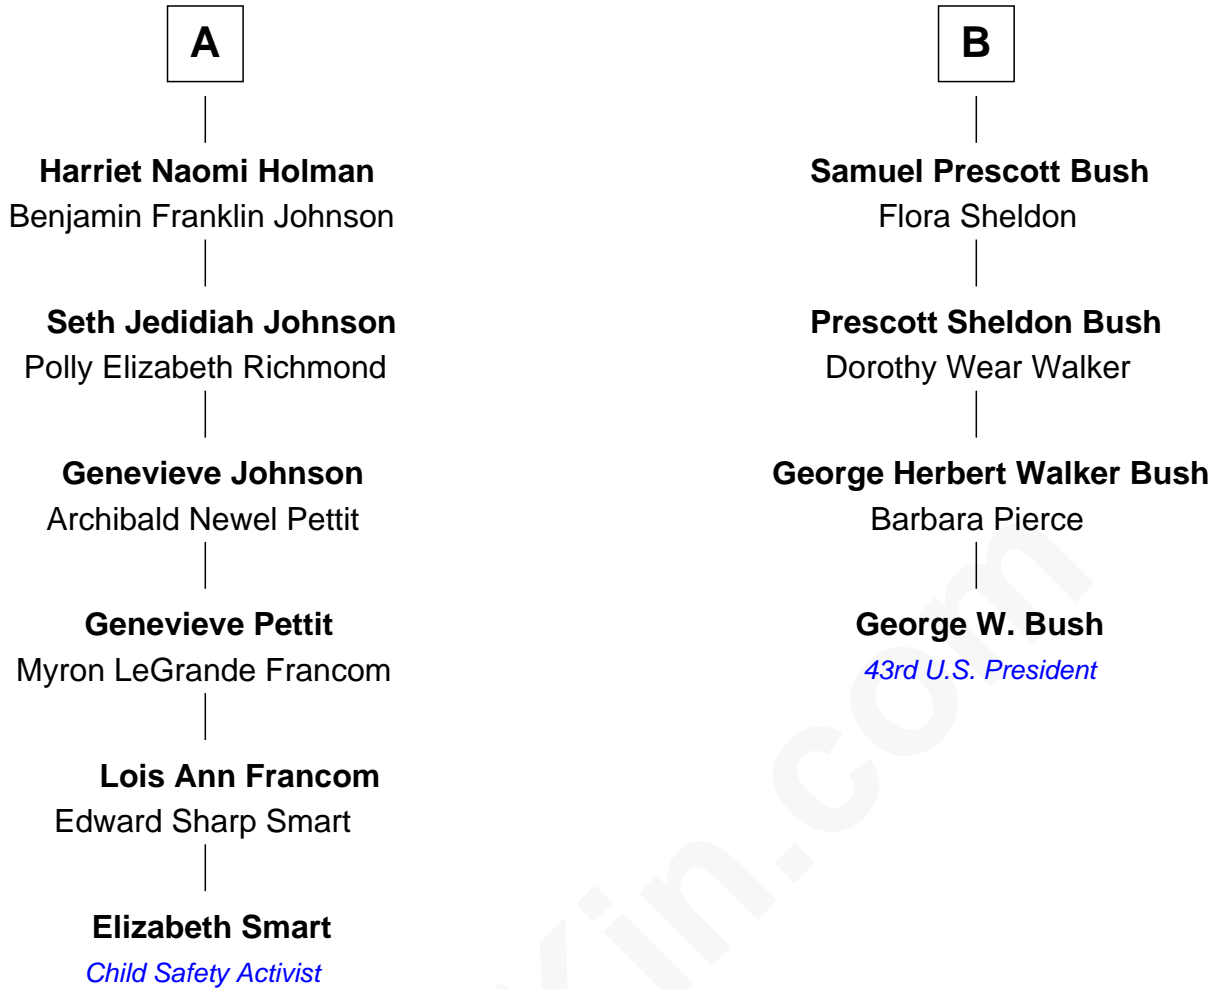 A
Harriet Naomi Holman
Benjamin Franklin Johnson
Seth Jedidiah Johnson
Polly Elizabeth Richmond
Genevieve Johnson
Archibald Newel Pettit
Genevieve Pettit
Myron LeGrande Francom
Lois Ann Francom
Edward Sharp Smart
Elizabeth Smart
Child Safety Activist
B
Samuel Prescott Bush
Flora Sheldon
Prescott Sheldon Bush
Dorothy Wear Walker
George Herbert Walker Bush
Barbara Pierce
George W. Bush
43rd U.S. President
Kin.com